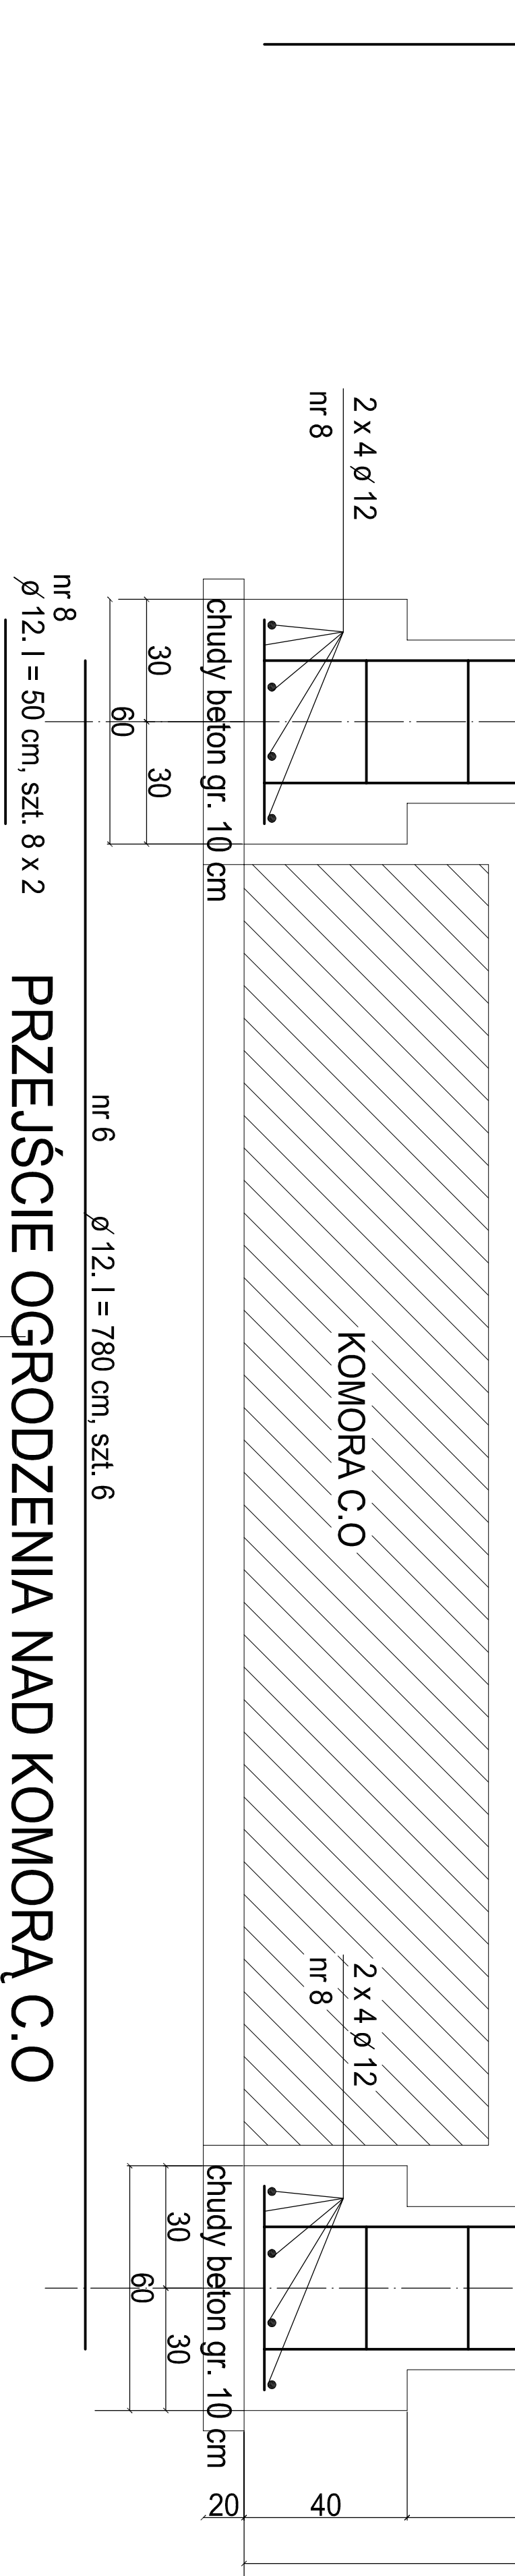 2 x 4 ø 12
nr 8
KOMORA C.O
2 x 4 ø 12
nr 8
chudy beton gr. 10 cm
chudy beton gr. 10 cm
30
30
60
30
30
60
20
40
nr 6 ø 12. l = 780 cm, szt. 6
nr 8
ø 12. l = 50 cm, szt. 8 x 2
PRZEJŚCIE OGRODZENIA NAD KOMORĄ C.O